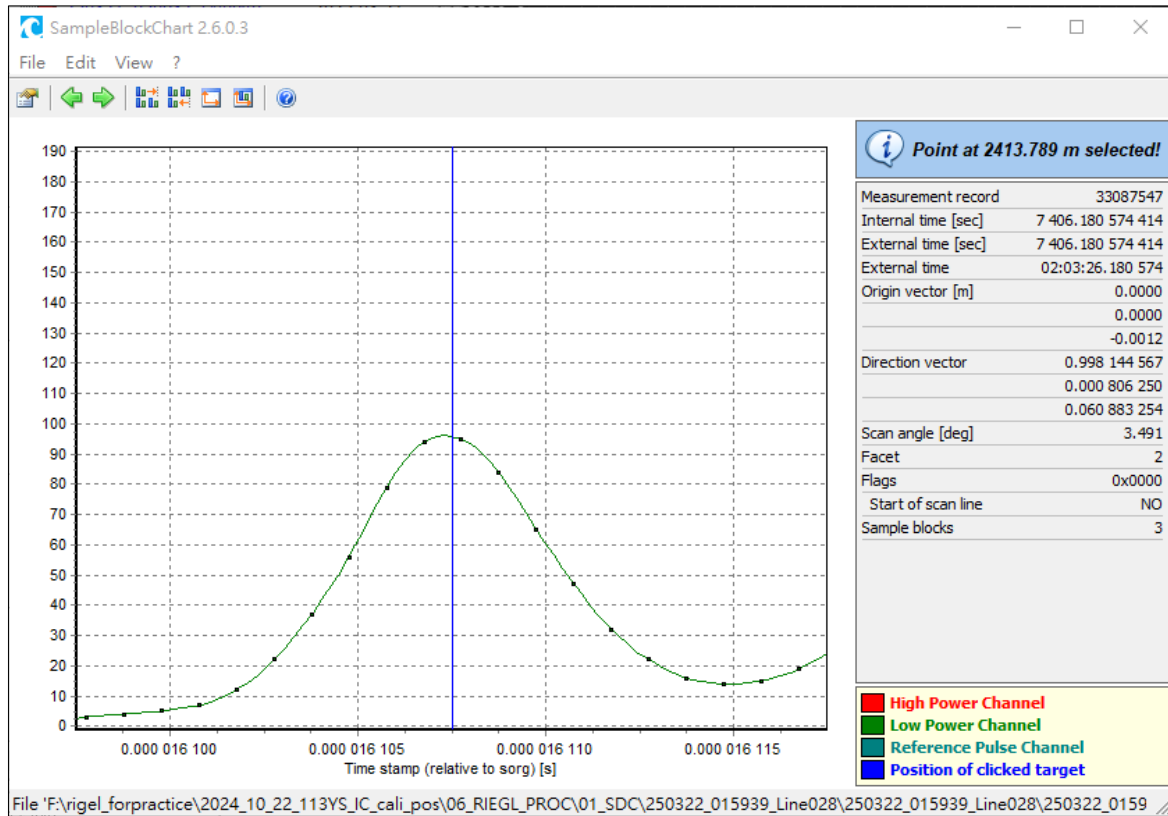 SampleBlockChart 2.6.0.3
File Edit View ?
190
180
170
160
150
140
130
120
110
100
90
80
70
60
50
40
30
20
10
0
0.000 016 100 0.000 016 105 0.000 016 110 0.000 016 115
Time stamp (relative to sorg) [s]
Point at 2413.789 m selected!
Measurement record 33087547
Internal time [sec] 7 406.180 574 414
External time [sec] 7 406.180 574 414
External time 02:03:26.180 574
Origin vector [m] 0.0000
0.0000
-0.0012
Direction vector 0.998 144 567
0.000 806 250
0.060 883 254
Scan angle [deg] 3.491
Facet 2
Flags 0x0000
Start of scan line NO
Sample blocks 3
High Power Channel
Low Power Channel
Reference Pulse Channel
Position of clicked target
File 'F:\rigel_forpractice\2024_10_22_113YS_IC_cali_pos\06_RIEGL_PROC\01_SDC\250322_015939_Line028\250322_015939_Line028\250322_0159